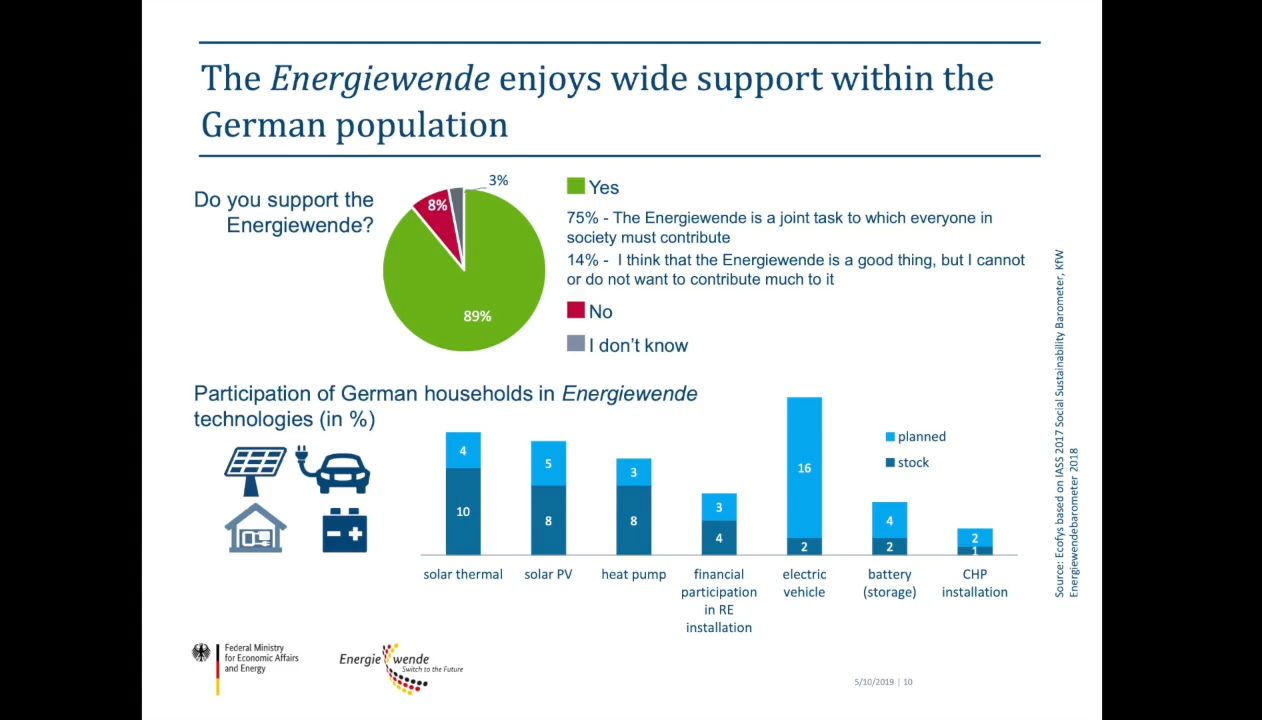 The Energiewende enjoys wide support within the
German population
Do you support the
Energiewende?
3%
8%
89%
Yes
75% - The Energiewende is a joint task to which everyone in
society must contribute
14% - I think that the Energiewende is a good thing, but I cannot
or do not want to contribute much to it
No
I don't know
Source: Ecofys based on IASS 2017 Social Sustainability Barometer, KfW
Energiewendebarometer 2018
Participation of German households in Energiewende
technologies (in %)
planned
stock
4
10
5
8
3
8
3
4
16
2
4
2
2
1
solar thermal
solar PV
heat pump
financial
participation
in RE
installation
electric
vehicle
battery
(storage)
CHP
installation
Federal Ministry
for Economic Affairs
and Energy
Energiewende
Switch to the Future
5/10/2019 | 10